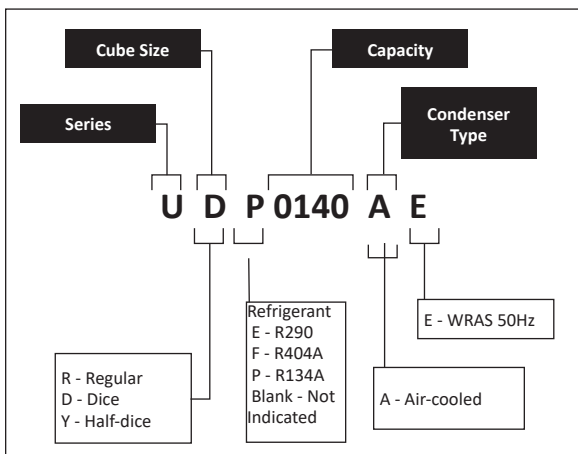 Cube Size
Capacity
Series
Condenser
Type
U D P 0140 A E
Refrigerant
E - R290
F - R404A
P - R134A
Blank - Not
Indicated
E - WRAS 50Hz
R - Regular
D - Dice
Y - Half-dice
A - Air-cooled